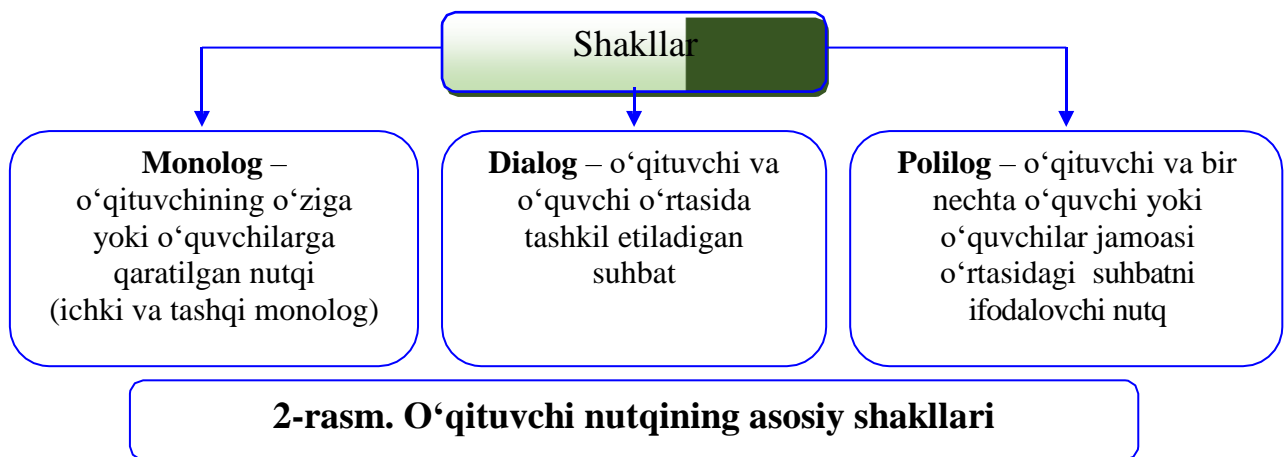 Shakllar
Monolog –
o‘qituvchining o‘ziga
yoki o‘quvchilarga
qaratilgan nutqi
(ichki va tashqi monolog)
Dialog – o‘qituvchi va
o‘quvchi o‘rtasida
tashkil etiladigan
suhbat
Polilog – o‘qituvchi va bir
nechta o‘quvchi yoki
o‘quvchilar jamoasi
o‘rtasidagi suhbatni
ifodalovchi nutq
2-rasm. O‘qituvchi nutqining asosiy shakllari